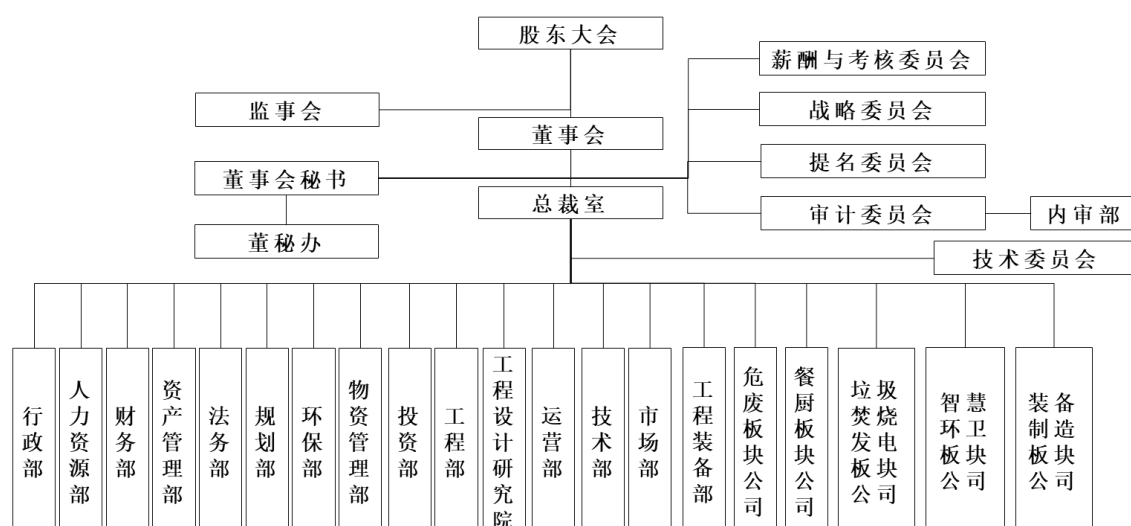 股东大会
薪酬与考核委员会
监事会
战略委员会
董事会
提名委员会
董事会秘书
总裁室
审计委员会
内审部
董秘办
技术委员会
行政部
人力资源部
财务部
资产管理部
法务部
规划部
环保部
物资管理部
投资部
工程部
工程设计研究院
运营部
技术部
市场部
工程装备部
危废板块公司
餐厨板块公司
垃圾焚烧发电板块公司
智慧环卫板块公司
装备制造板块公司